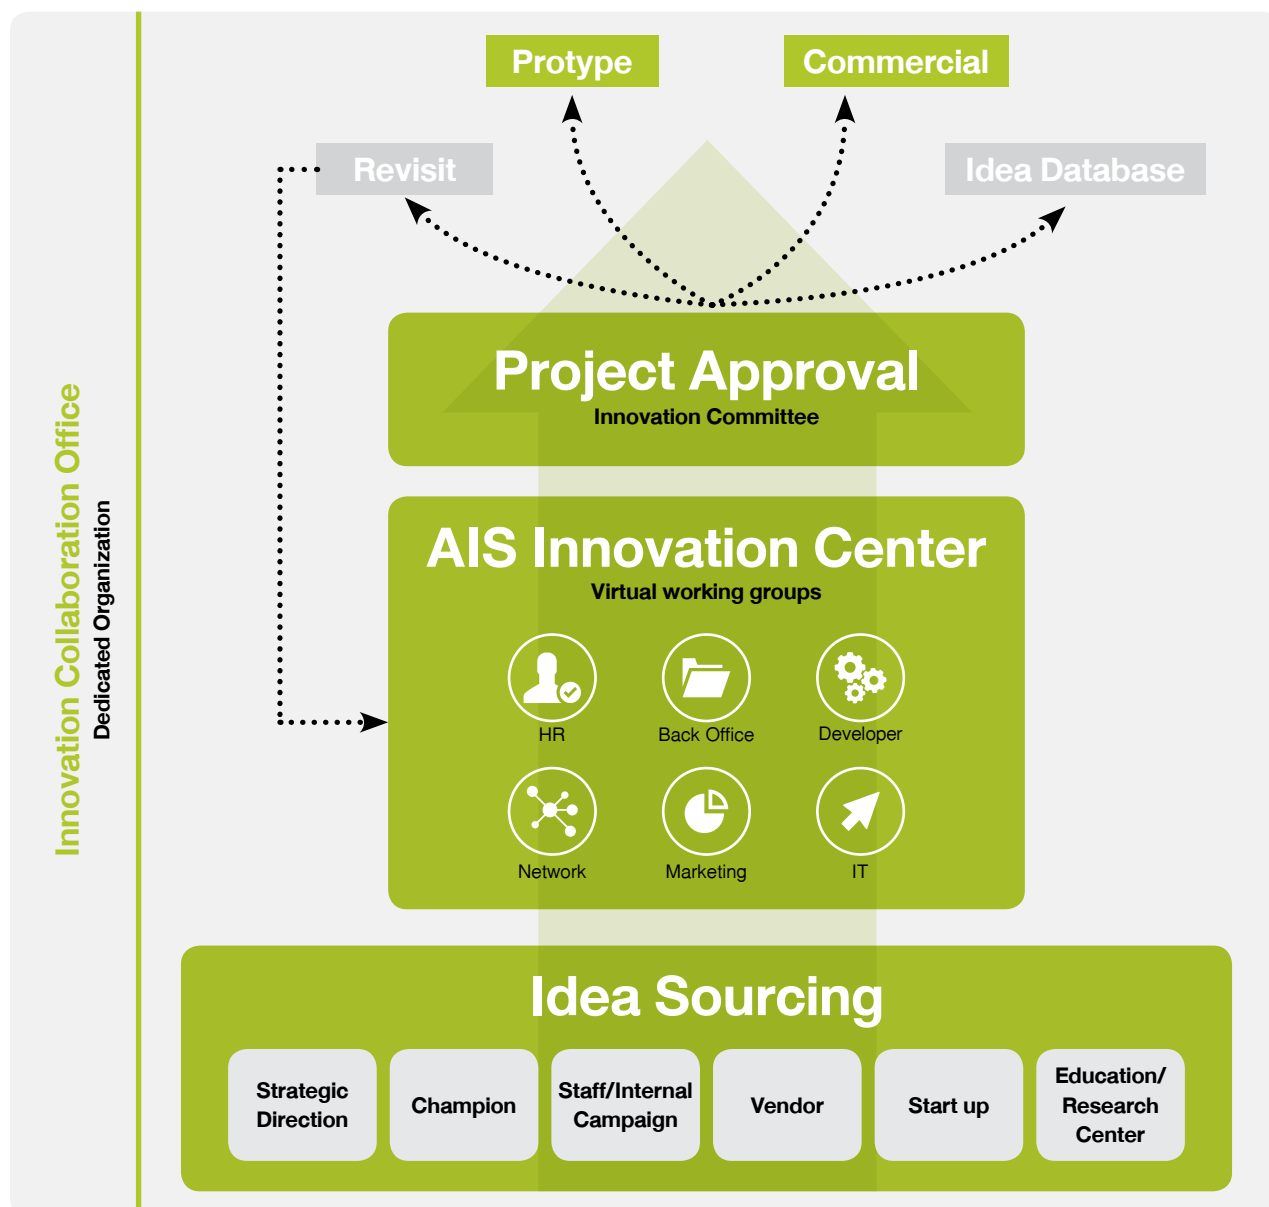 Protype
Commercial
Revisit
Idea Database
Project Approval
Innovation Committee
AIS Innovation Center
Virtual working groups
HR
Back Office
Developer
Network
Marketing
IT
Idea Sourcing
Strategic
Direction
Champion
Staff/Internal
Campaign
Vendor
Start up
Education/
Research
Center
Innovation Collaboration Office
Dedicated Organization